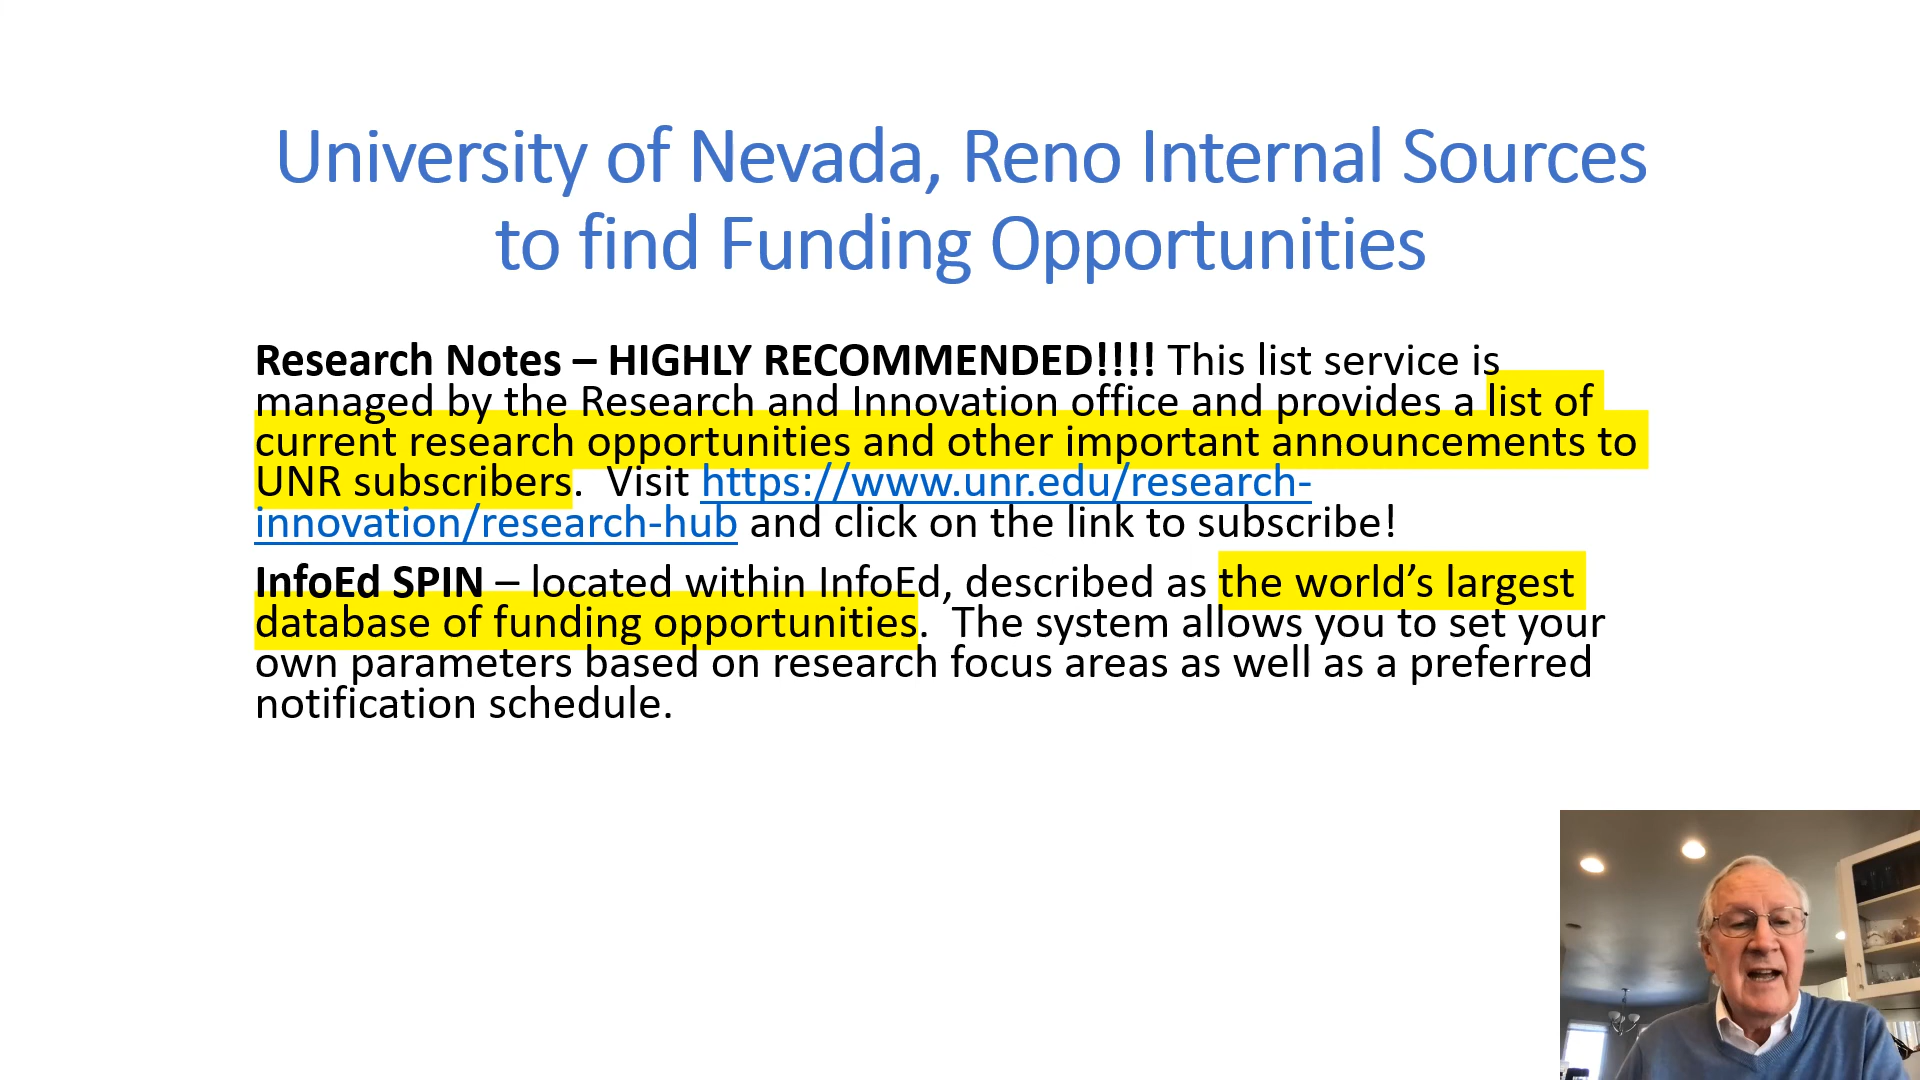 University of Nevada, Reno Internal Sources
to find Funding Opportunities
Research Notes – HIGHLY RECOMMENDED!!!! This list service is
managed by the Research and Innovation office and provides a list of
current research opportunities and other important announcements to
UNR subscribers.  Visit https://www.unr.edu/research-
innovation/research-hub and click on the link to subscribe!
InfoEd SPIN – located within InfoEd, described as the world’s largest
database of funding opportunities.  The system allows you to set your
own parameters based on research focus areas as well as a preferred
notification schedule.